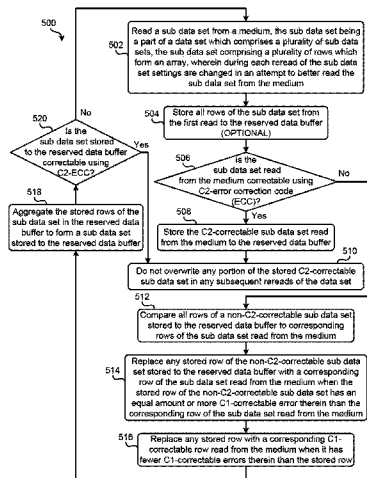 500
502
Read a sub data set from a medium, the sub data set being
a part of a data set which comprises a plurality of sub data
sets, the sub data set comprising a plurality of rows which
form an array, wherein during each reread of the sub data
set settings are changed in an attempt to better read the
sub data set from the medium
504
Store all rows of the sub data set from
the first read to the reserved data buffer
(OPTIONAL)
506
Is the
sub data set read
from the medium correctable using
C2-error correction code
(ECC)?
No
Yes
508
Store the C2-correctable sub data set read
from the medium to the reserved data buffer
510
Do not overwrite any portion of the stored C2-correctable
sub data set in any subsequent rereads of the data set
512
Compare all rows of a non-C2-correctable sub data set
stored to the reserved data buffer to corresponding
rows of the sub data set read from the medium
514
Replace any stored row of the non-C2-correctable sub data
set stored to the reserved data buffer with a corresponding
row of the sub data set read from the medium when the
stored row of the non-C2-correctable sub data set has an
equal amount or more C1-correctable error therein than the
corresponding row of the sub data set read from the medium
516
Replace any stored row with a corresponding C1-
correctable row read from the medium when it has
fewer C1-correctable errors therein than the stored row
518
Aggregate the stored rows of the
sub data set in the reserved data
buffer to form a sub data set
stored to the reserved data buffer
520
Is the
sub data set stored
to the reserved data buffer
correctable using
C2-ECC?
No
Yes